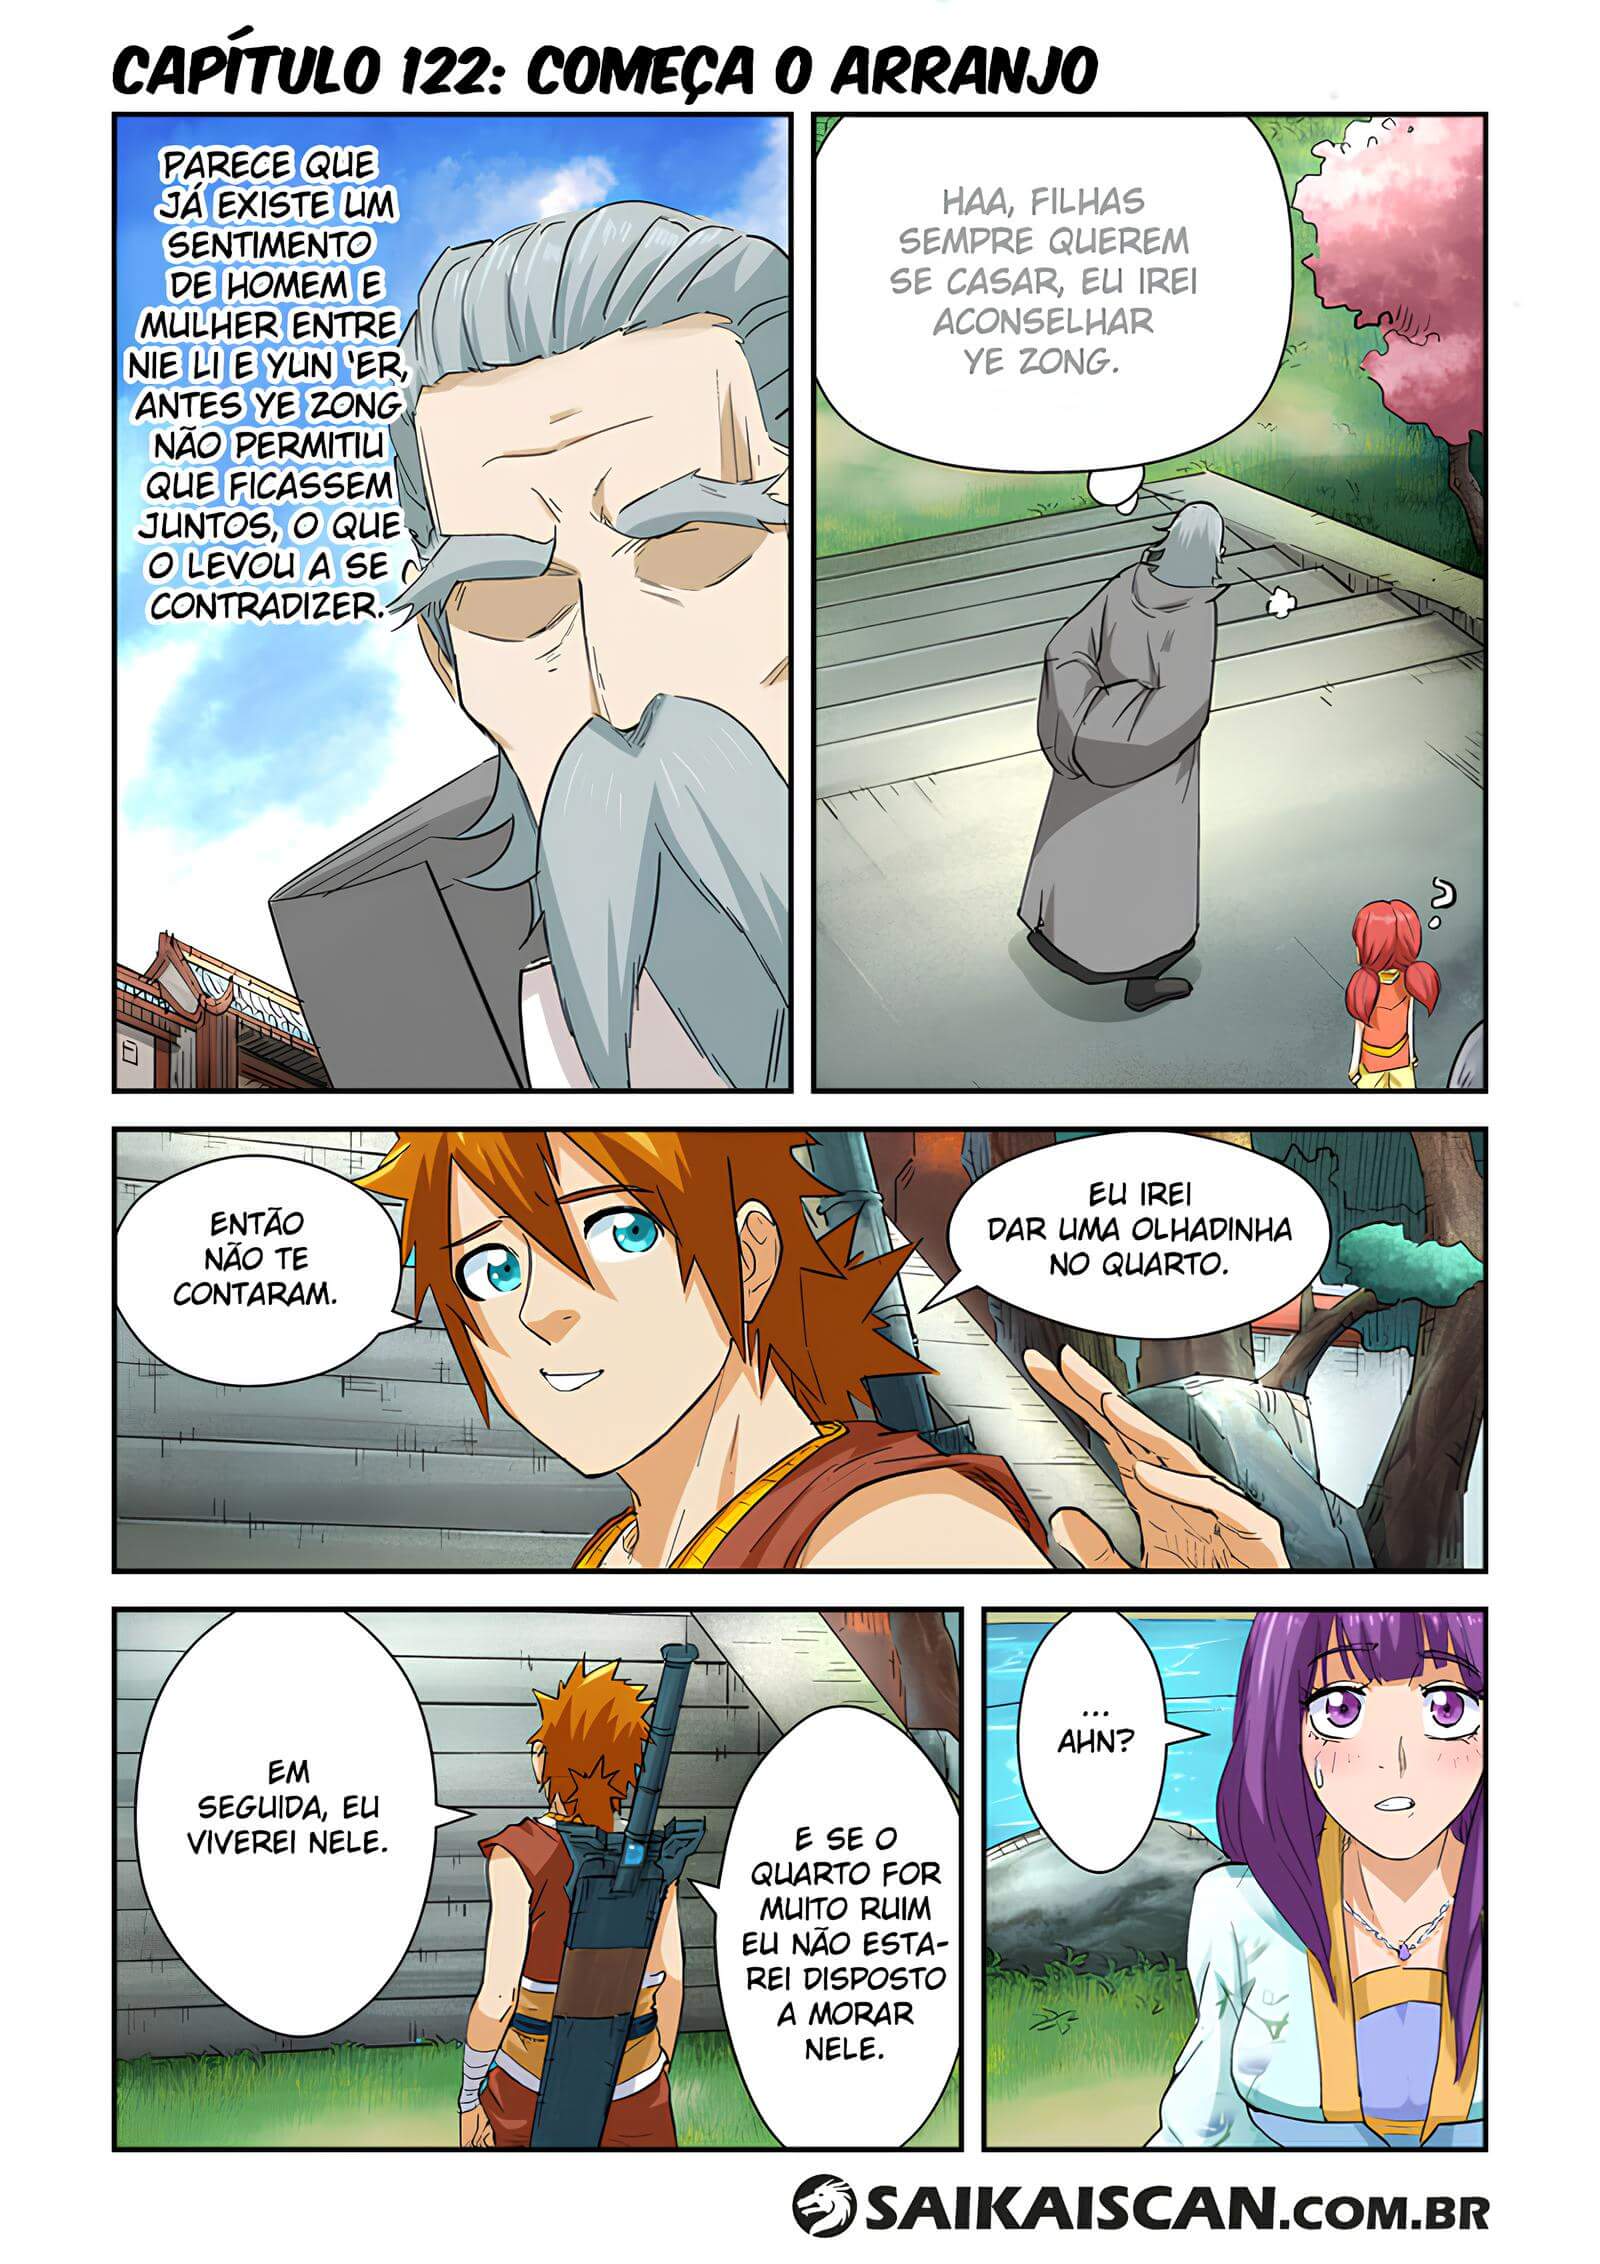 CAPÍTULO 122: COMEÇA O ARRANJO
PARECE QUE
JÁ EXISTE UM
SENTIMENTO
DE HOMEM E
MULHER ENTRE
NIE LI E YUN 'ER,
ANTES YE ZONG
NÃO PERMITIU
QUE FICASSEM
JUNTOS, O QUE
O LEVOU A SE
CONTRADIZER.
HAA, FILHAS
SEMPRE QUEREM
SE CASAR, EU IREI
ACONSELHAR
YE ZONG.
?
ENTÃO
NÃO TE
CONTARAM.
EU IREI
DAR UMA OLHADINHA
NO QUARTO.
EM
SEGUIDA, EU
VIVEREI NELE.
E SE O
QUARTO FOR
MUITO RUIM
EU NÃO ESTA-
REI DISPOSTO
A MORAR
NELE.
...
AHN?
SAIKAISCAN.COM.BR